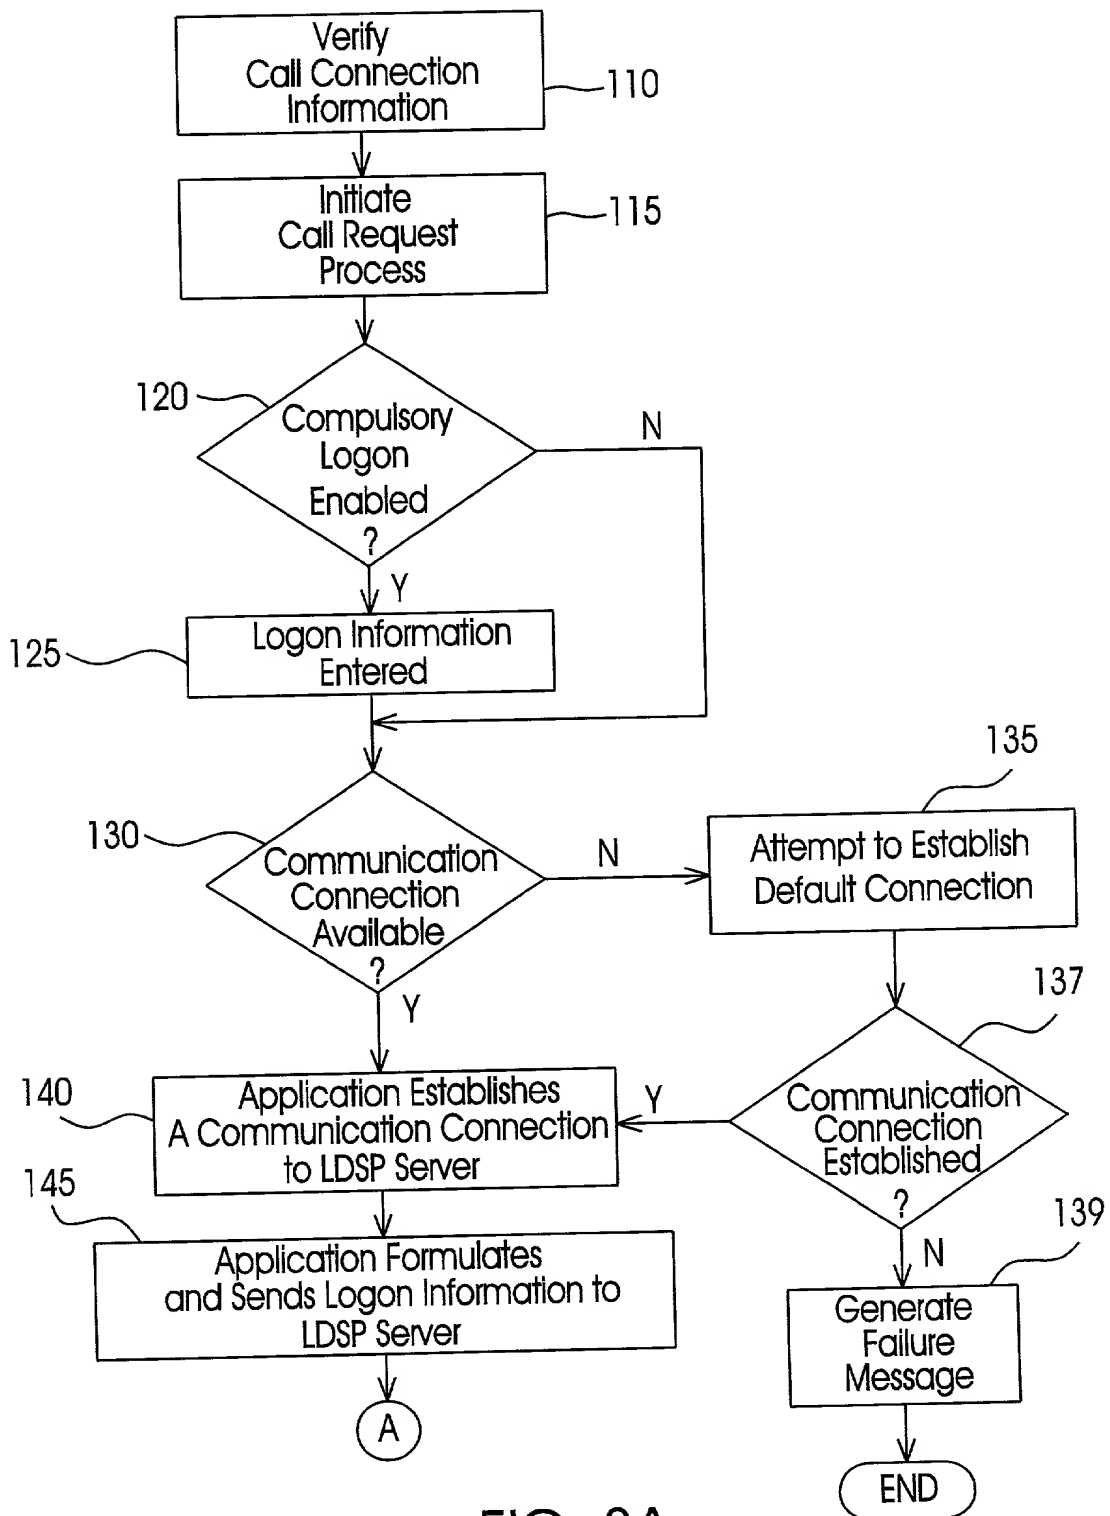 Verify
Call Connection
Information
110
Initiate
Call Request
Process
115
120
Compulsory
Logon
Enabled
?
N
Y
125
Logon Information
Entered
130
Communication
Connection
Available
?
N
Y
135
Attempt to Establish
Default Connection
137
Communication
Connection
Established
?
Y
N
140
Application Establishes
A Communication Connection
to LDSP Server
145
Application Formulates
and Sends Logon Information to
LDSP Server
A
139
Generate
Failure
Message
END